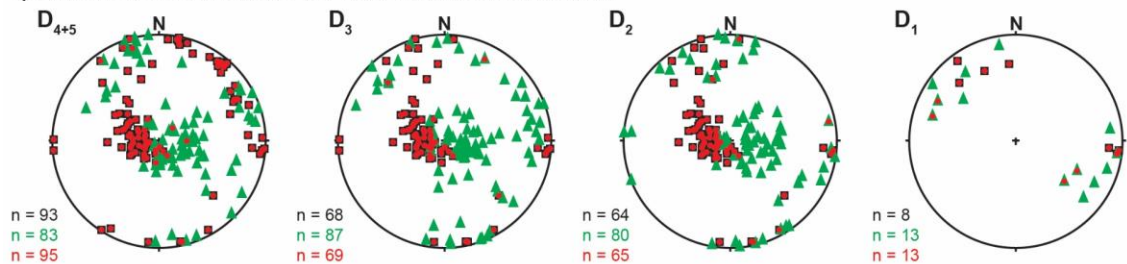 D4+5
N
n = 93
n = 83
n = 95
D3
N
n = 68
n = 87
n = 69
D2
N
n = 64
n = 80
n = 65
D1
N
n = 8
n = 13
n = 13